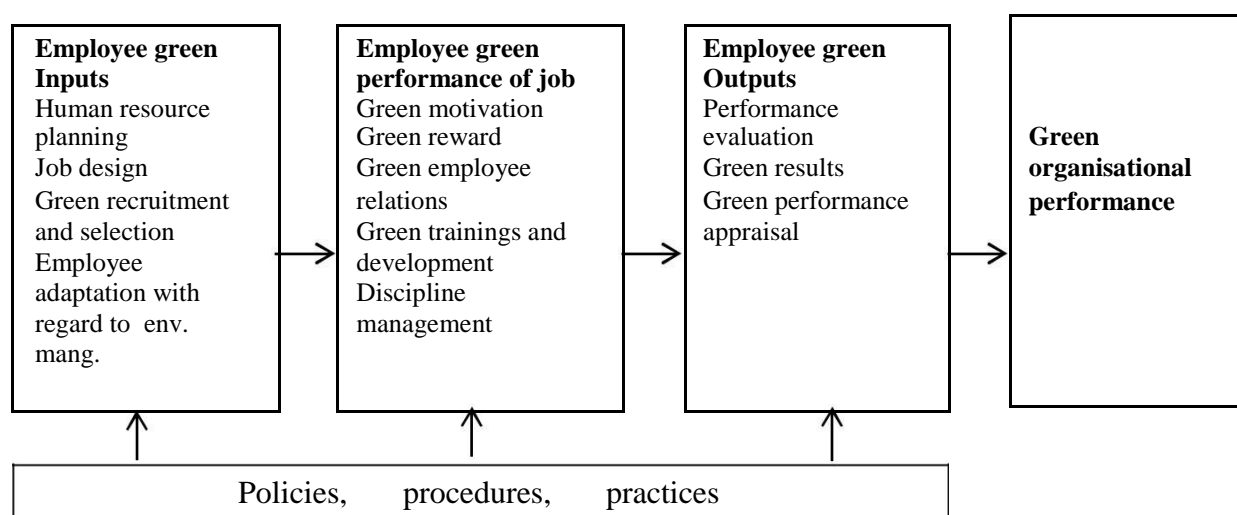 Employee green
Inputs
Human resource
planning
Job design
Green recruitment
and selection
Employee
adaptation with
regard to env.
mang.
Employee green
performance of job
Green motivation
Green reward
Green employee
relations
Green trainings and
development
Discipline
management
Employee green
Outputs
Performance
evaluation
Green results
Green performance
appraisal
Green
organisational
performance
Policies, procedures, practices